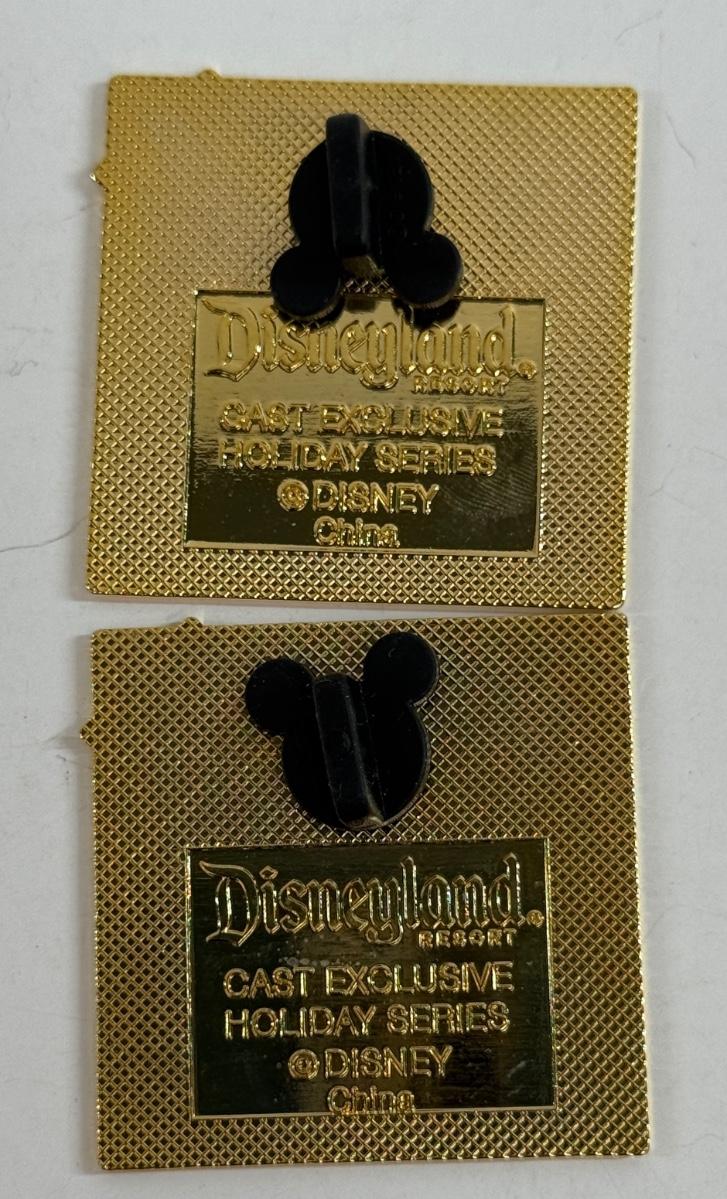 Disneyland®
RESORT
CAST EXCLUSIVE
HOLIDAY SERIES
© DISNEY
China
Disneyland®
RESORT
CAST EXCLUSIVE
HOLIDAY SERIES
© DISNEY
China